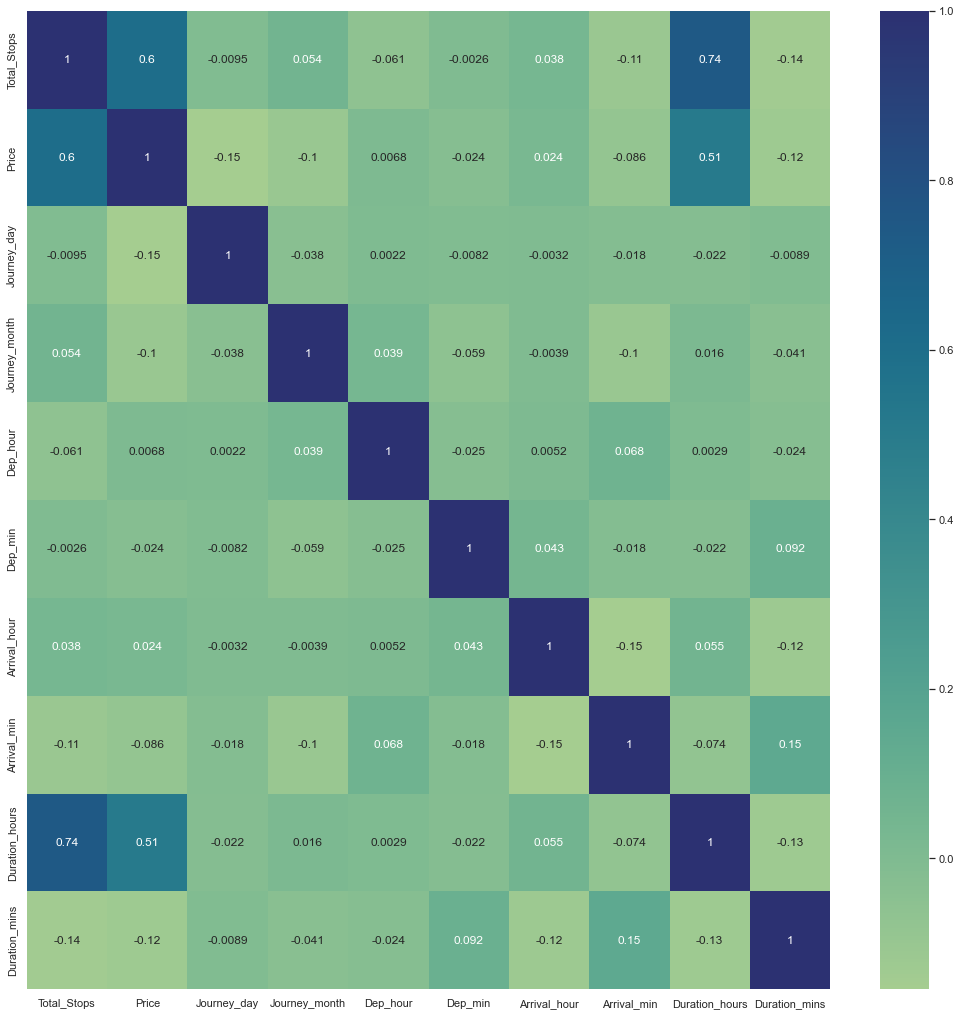 Total_Stops 1 0.6 -0.0095 0.054 -0.061 -0.0026 0.038 -0.11 0.74 -0.14
Price 0.6 1 -0.15 -0.1 0.0068 -0.024 0.024 -0.086 0.51 -0.12
Journey_day -0.0095 -0.15 1 -0.038 0.0022 -0.0082 -0.0032 -0.018 -0.022 -0.0089
Journey_month 0.054 -0.1 -0.038 1 0.039 -0.059 -0.0039 -0.1 0.016 -0.041
Dep_hour -0.061 0.0068 0.0022 0.039 1 -0.025 0.0052 0.068 0.0029 -0.024
Dep_min -0.0026 -0.024 -0.0082 -0.059 -0.025 1 0.043 -0.018 -0.022 0.092
Arrival_hour 0.038 0.024 -0.0032 -0.0039 0.0052 0.043 1 -0.15 0.055 -0.12
Arrival_min -0.11 -0.086 -0.018 -0.1 0.068 -0.018 -0.15 1 -0.074 0.15
Duration_hours 0.74 0.51 -0.022 0.016 0.0029 -0.022 0.055 -0.074 1 -0.13
Duration_mins -0.14 -0.12 -0.0089 -0.041 -0.024 0.092 -0.12 0.15 -0.13 1
Total_Stops Price Journey_day Journey_month Dep_hour Dep_min Arrival_hour Arrival_min Duration_hours Duration_mins
1.0
0.8
0.6
0.4
0.2
0.0